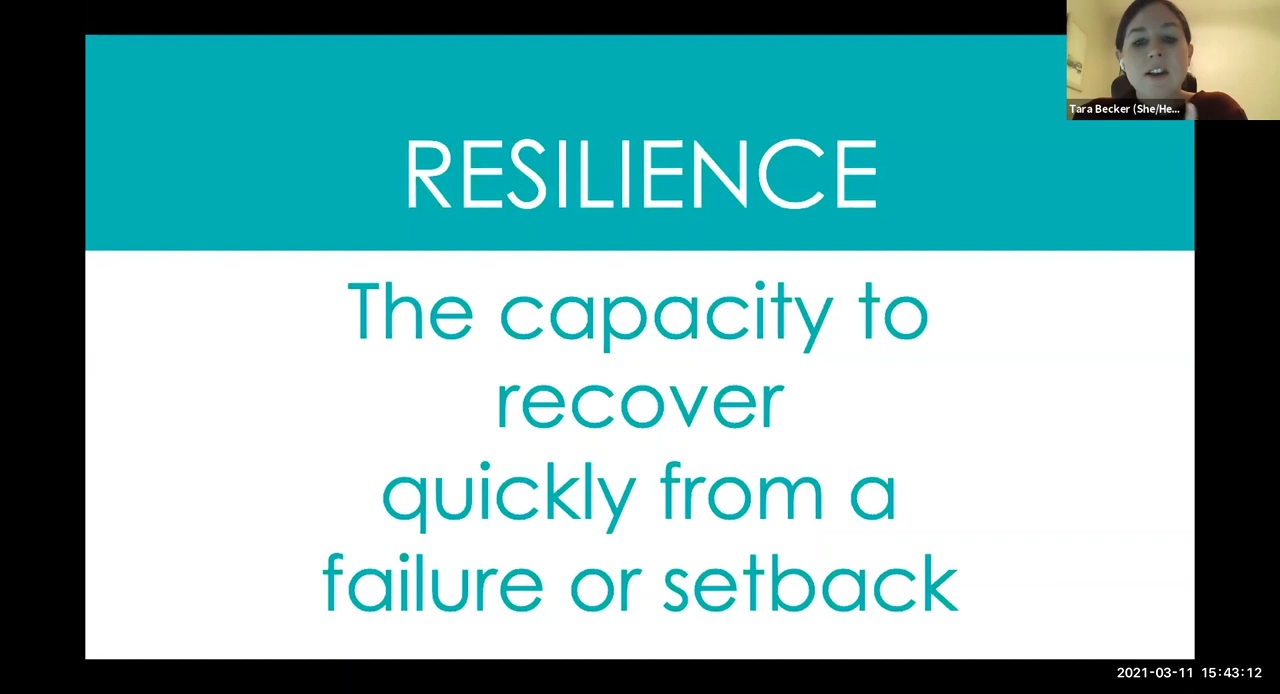 RESILIENCE
The capacity to
recover
quickly from a
failure or setback
Tara Becker (She/He...
2021-03-11 15:43:12